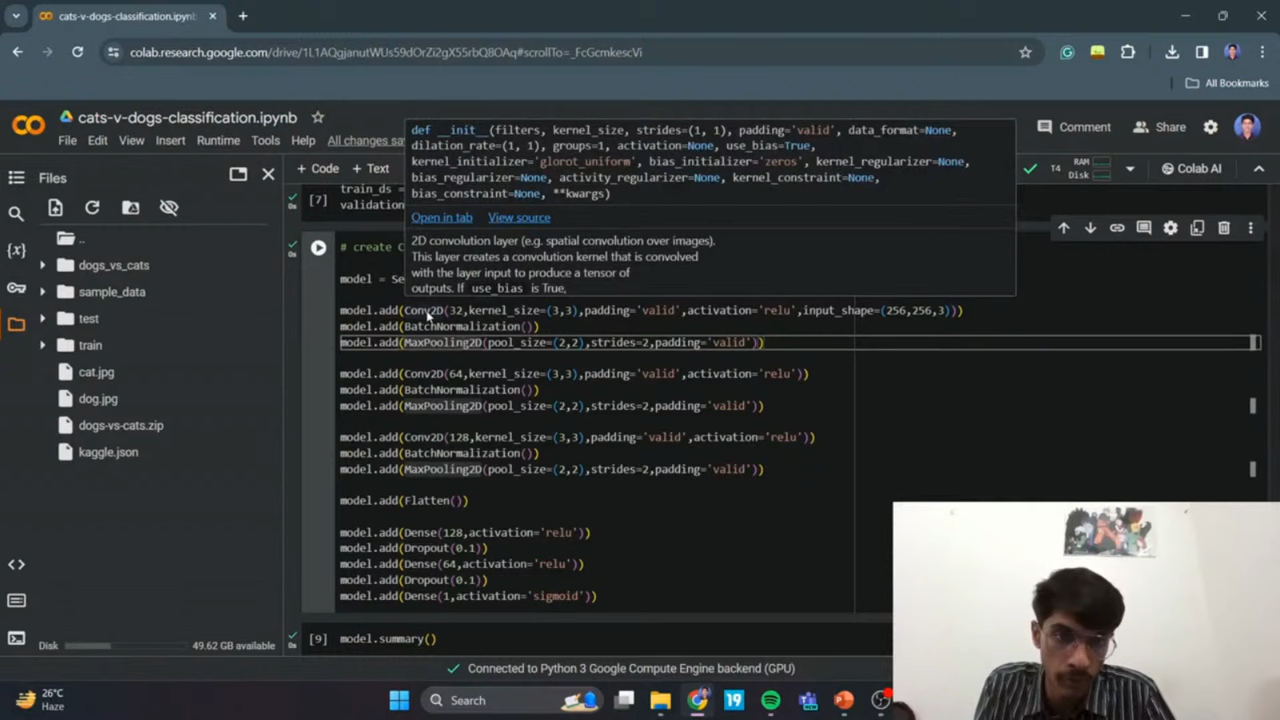 cats-v-dogs-classification.ipynb
colab.research.google.com/drive/1L1AQgjanutWUs59dOrZi2gX55rbQ8OAq#scrollTo=_FcGcmkescVi
All Bookmarks
cats-v-dogs-classification.ipynb
File Edit View Insert Runtime Tools Help All changes sa
Comment Share
+ Code + Text
T4 RAM Disk Colab AI
Files
..
dogs_vs_cats
sample_data
test
train
cat.jpg
dog.jpg
dogs-vs-cats.zip
kaggle.json
Disk 49.62 GB available
def __init__(filters, kernel_size, strides=(1, 1), padding='valid', data_format=None,
dilation_rate=(1, 1), groups=1, activation=None, use_bias=True,
kernel_initializer='glorot_uniform', bias_initializer='zeros', kernel_regularizer=None,
bias_regularizer=None, activity_regularizer=None, kernel_constraint=None,
bias_constraint=None, **kwargs)
Open in tab View source
2D convolution layer (e.g. spatial convolution over images).
This layer creates a convolution kernel that is convolved
with the layer input to produce a tensor of
outputs. If use_bias is True,
0s [7] train_ds =
validation
0s # create C
model = Se
model.add(Conv2D(32,kernel_size=(3,3),padding='valid',activation='relu',input_shape=(256,256,3)))
model.add(BatchNormalization())
model.add(MaxPooling2D(pool_size=(2,2),strides=2,padding='valid'))
model.add(Conv2D(64,kernel_size=(3,3),padding='valid',activation='relu'))
model.add(BatchNormalization())
model.add(MaxPooling2D(pool_size=(2,2),strides=2,padding='valid'))
model.add(Conv2D(128,kernel_size=(3,3),padding='valid',activation='relu'))
model.add(BatchNormalization())
model.add(MaxPooling2D(pool_size=(2,2),strides=2,padding='valid'))
model.add(Flatten())
model.add(Dense(128,activation='relu'))
model.add(Dropout(0.1))
model.add(Dense(64,activation='relu'))
model.add(Dropout(0.1))
model.add(Dense(1,activation='sigmoid'))
0s [9] model.summary()
Connected to Python 3 Google Compute Engine backend (GPU)
26°C
Haze
Search
19